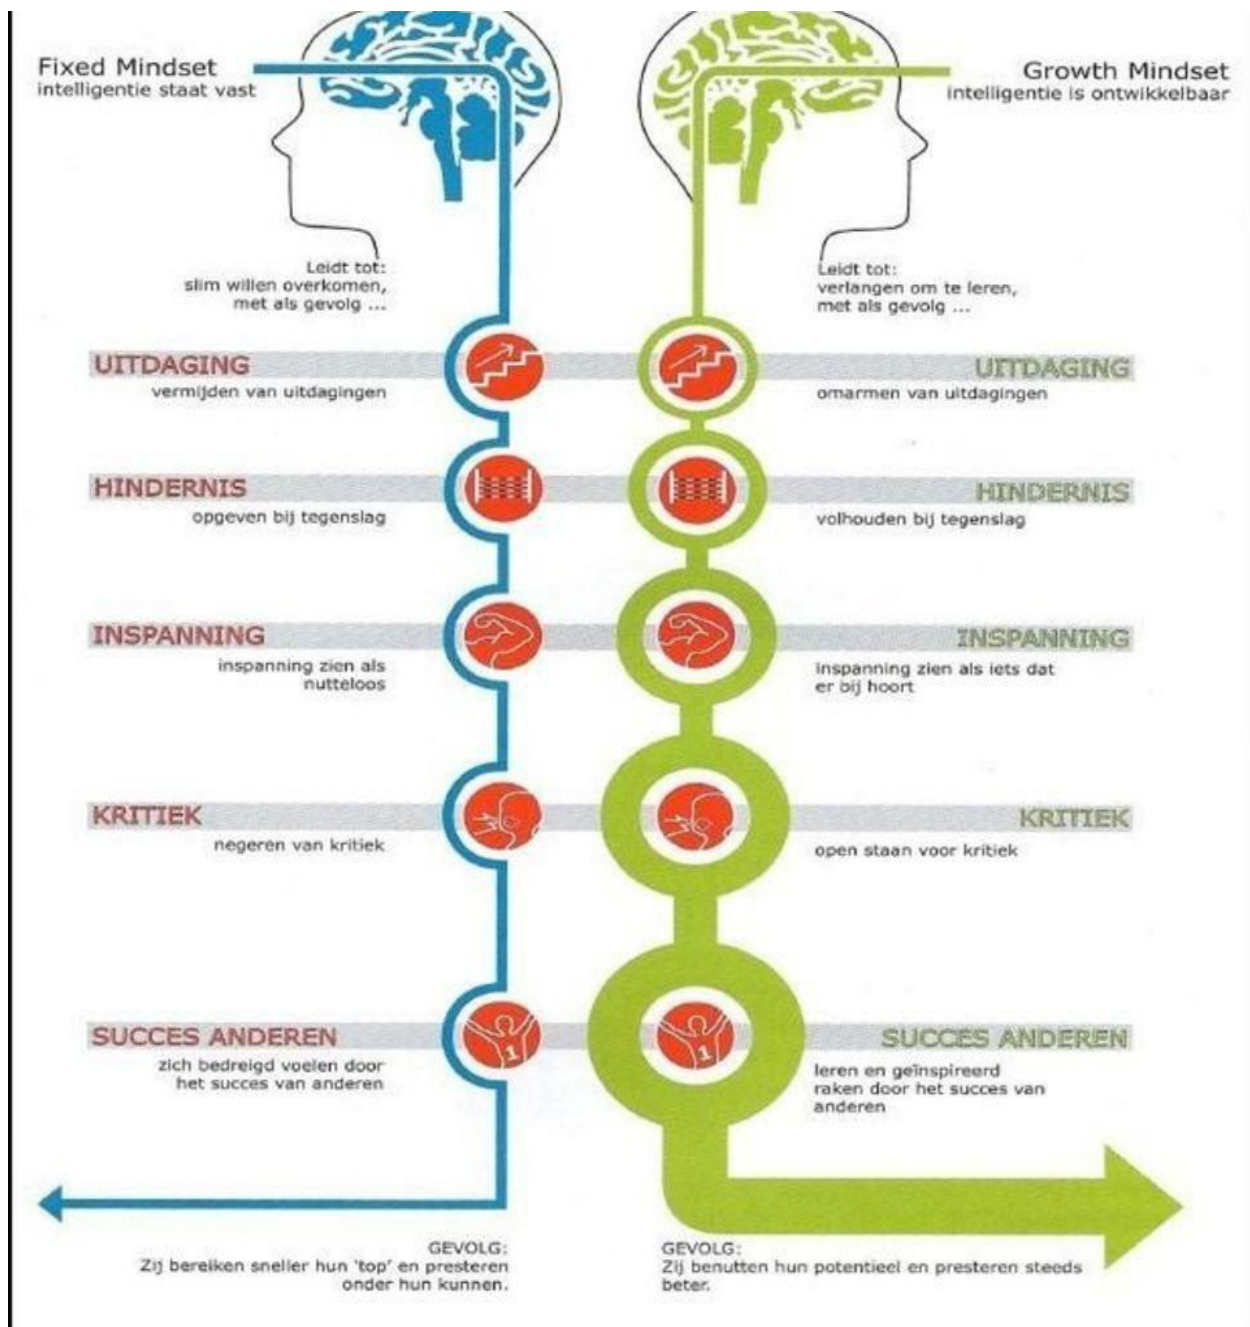 Fixed Mindset
intelligentie staat vast
Growth Mindset
intelligentie is ontwikkelbaar
Leidt tot:
slim willen overkomen,
met als gevolg ...
Leidt tot:
verlangen om te leren,
met als gevolg ...
UITDAGING
vermijden van uitdagingen
UITDAGING
omarmen van uitdagingen
HINDERNIS
opgeven bij tegenslag
HINDERNIS
volhouden bij tegenslag
INSPANNING
inspanning zien als
nutteloos
INSPANNING
inspanning zien als iets dat
er bij hoort
KRITIEK
negeren van kritiek
KRITIEK
open staan voor kritiek
SUCCES ANDEREN
zich bedreigd voelen door
het succes van anderen
1
SUCCES ANDEREN
leren en geïnspireerd
raken door het succes van
anderen
1
GEVOLG:
Zij bereiken sneller hun 'top' en presteren
onder hun kunnen.
GEVOLG:
Zij benutten hun potentieel en presteren steeds
beter.